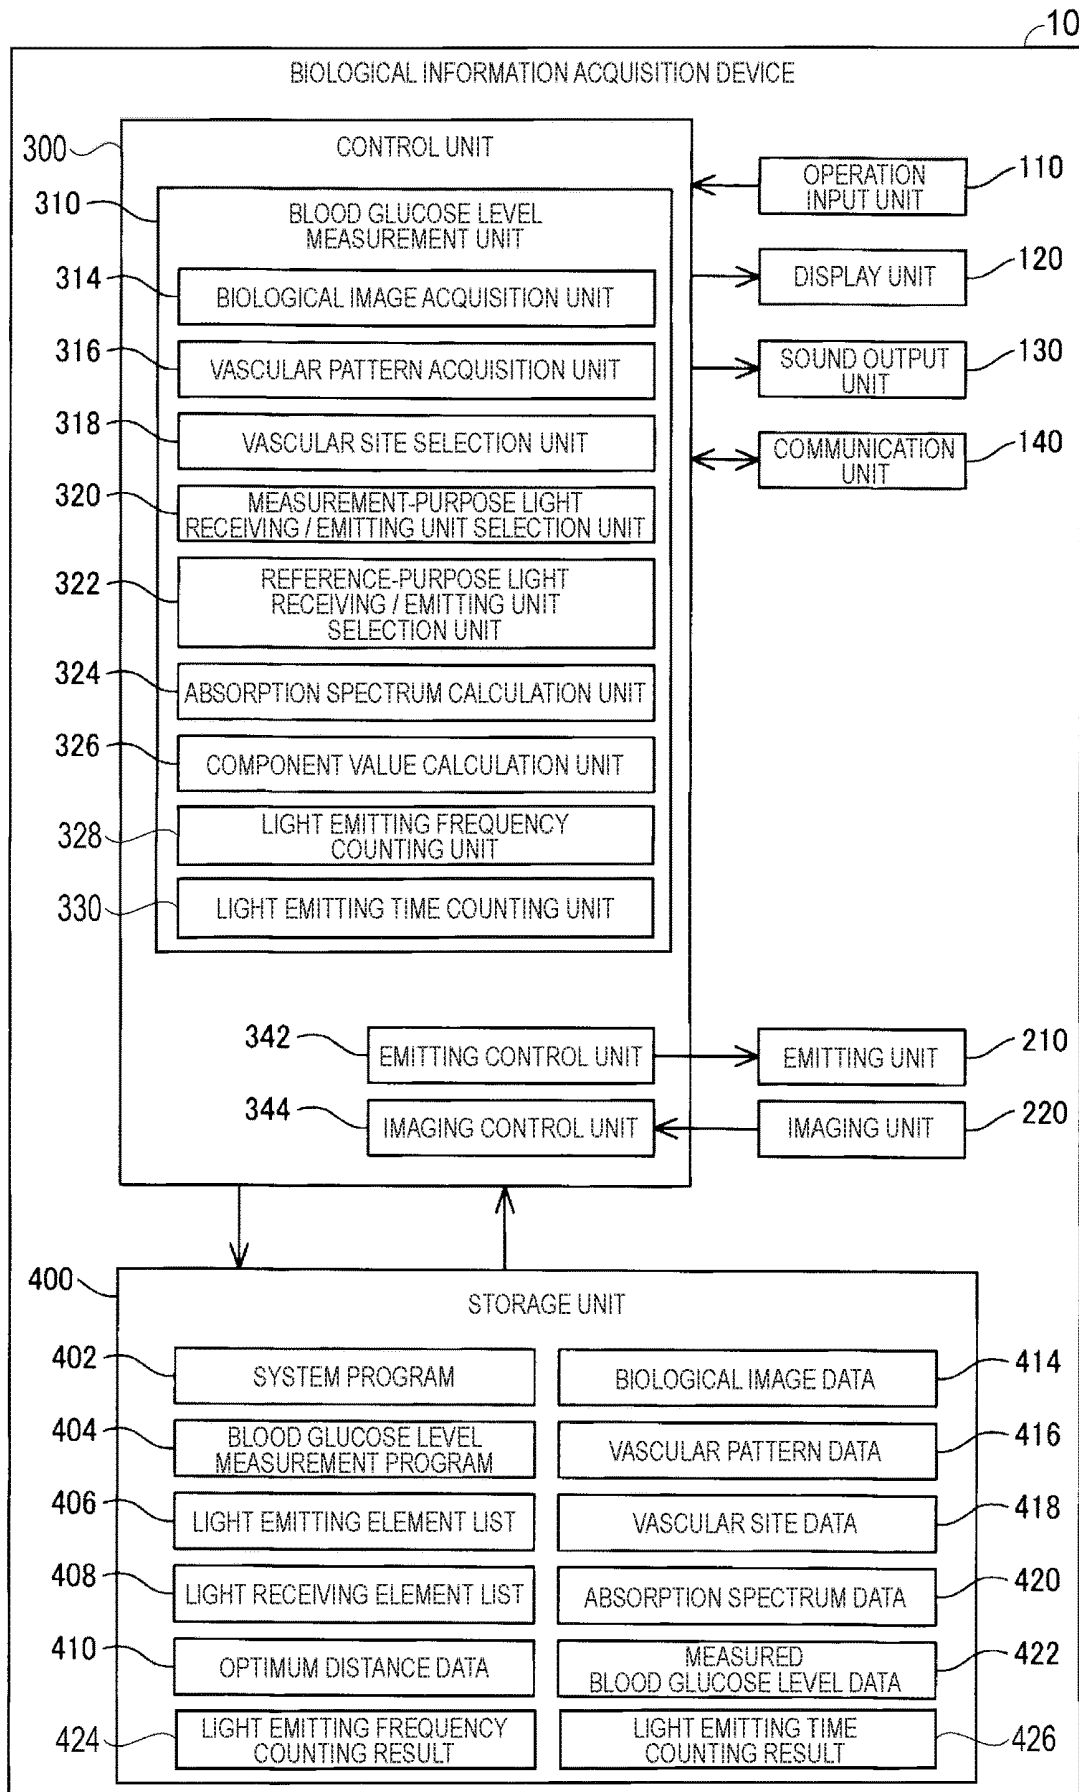 10
BIOLOGICAL INFORMATION ACQUISITION DEVICE
300
CONTROL UNIT
310
BLOOD GLUCOSE LEVEL
MEASUREMENT UNIT
314
BIOLOGICAL IMAGE ACQUISITION UNIT
316
VASCULAR PATTERN ACQUISITION UNIT
318
VASCULAR SITE SELECTION UNIT
320
MEASUREMENT-PURPOSE LIGHT
RECEIVING / EMITTING UNIT SELECTION UNIT
322
REFERENCE-PURPOSE LIGHT
RECEIVING / EMITTING UNIT
SELECTION UNIT
324
ABSORPTION SPECTRUM CALCULATION UNIT
326
COMPONENT VALUE CALCULATION UNIT
328
LIGHT EMITTING FREQUENCY
COUNTING UNIT
330
LIGHT EMITTING TIME COUNTING UNIT
OPERATION
INPUT UNIT
110
DISPLAY UNIT
120
SOUND OUTPUT
UNIT
130
COMMUNICATION
UNIT
140
342
EMITTING CONTROL UNIT
EMITTING UNIT
210
344
IMAGING CONTROL UNIT
IMAGING UNIT
220
400
STORAGE UNIT
402
SYSTEM PROGRAM
BIOLOGICAL IMAGE DATA
414
404
BLOOD GLUCOSE LEVEL
MEASUREMENT PROGRAM
VASCULAR PATTERN DATA
416
406
LIGHT EMITTING ELEMENT LIST
VASCULAR SITE DATA
418
408
LIGHT RECEIVING ELEMENT LIST
ABSORPTION SPECTRUM DATA
420
410
OPTIMUM DISTANCE DATA
MEASURED
BLOOD GLUCOSE LEVEL DATA
422
424
LIGHT EMITTING FREQUENCY
COUNTING RESULT
LIGHT EMITTING TIME
COUNTING RESULT
426